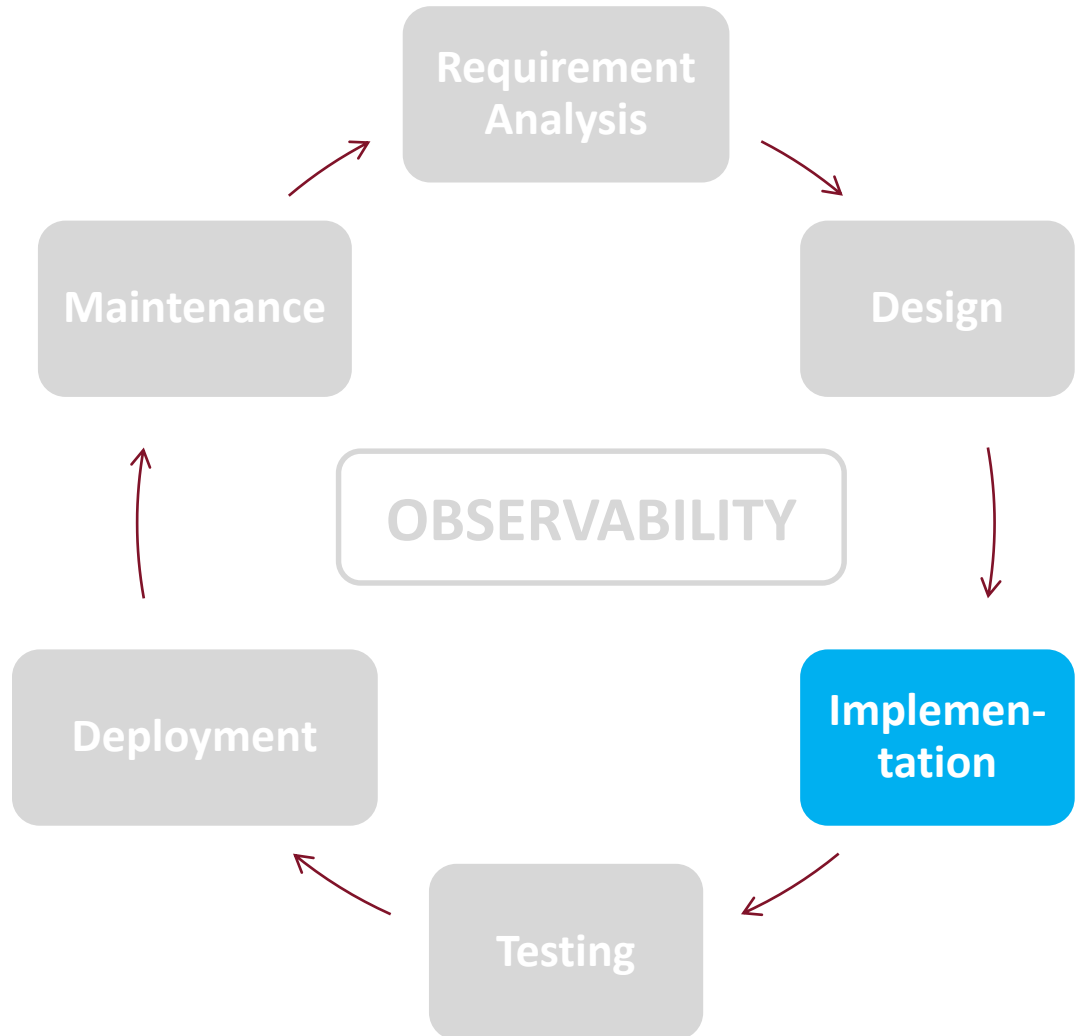 Requirement
Analysis
Maintenance
Design
OBSERVABILITY
Deployment
Implemen-
tation
Testing